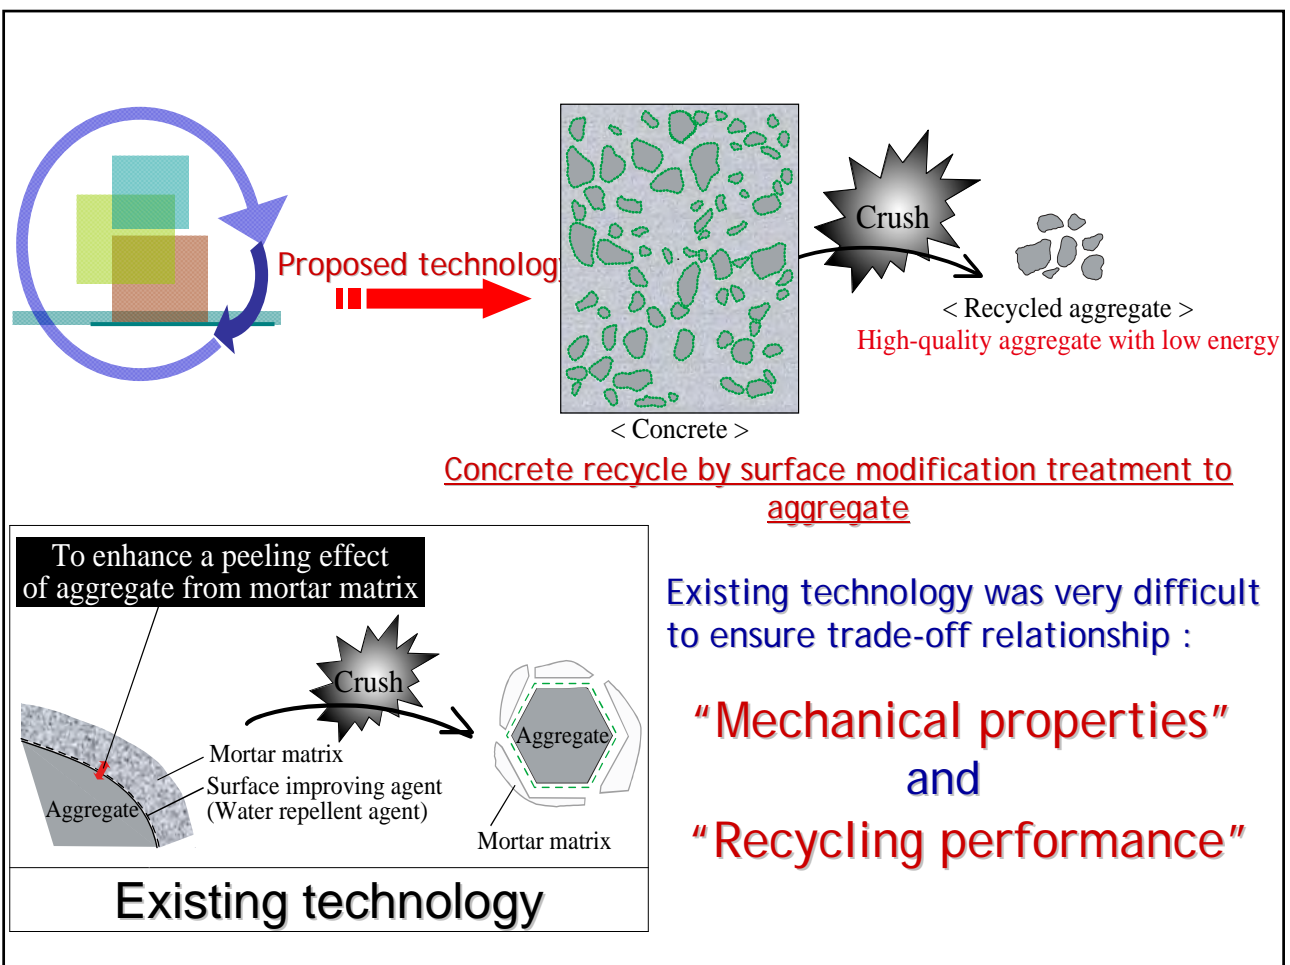 Proposed technology
Crush
< Recycled aggregate >
High-quality aggregate with low energy
< Concrete >
Concrete recycle by surface modification treatment to
aggregate
To enhance a peeling effect
of aggregate from mortar matrix
Crush
Aggregate
Mortar matrix
Surface improving agent
(Water repellent agent)
Aggregate
Mortar matrix
Existing technology
Existing technology was very difficult
to ensure trade-off relationship :
“Mechanical properties”
and
“Recycling performance”